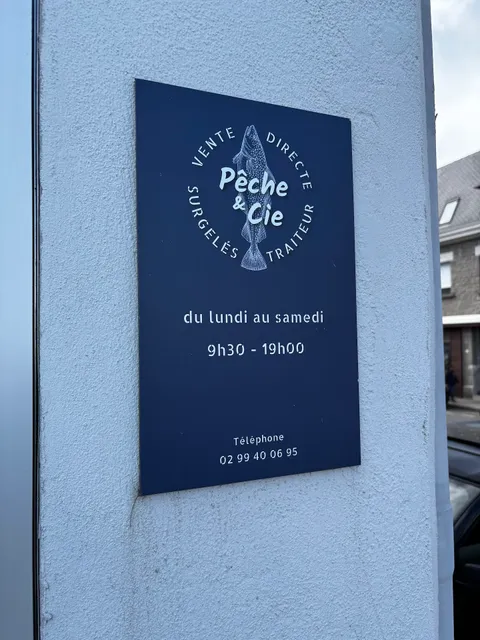 VENTE DIRECTE
Pêche
& Cie
SURGELÉS TRAITEUR
du lundi au samedi
9h30 - 19h00
Téléphone
02 99 40 06 95